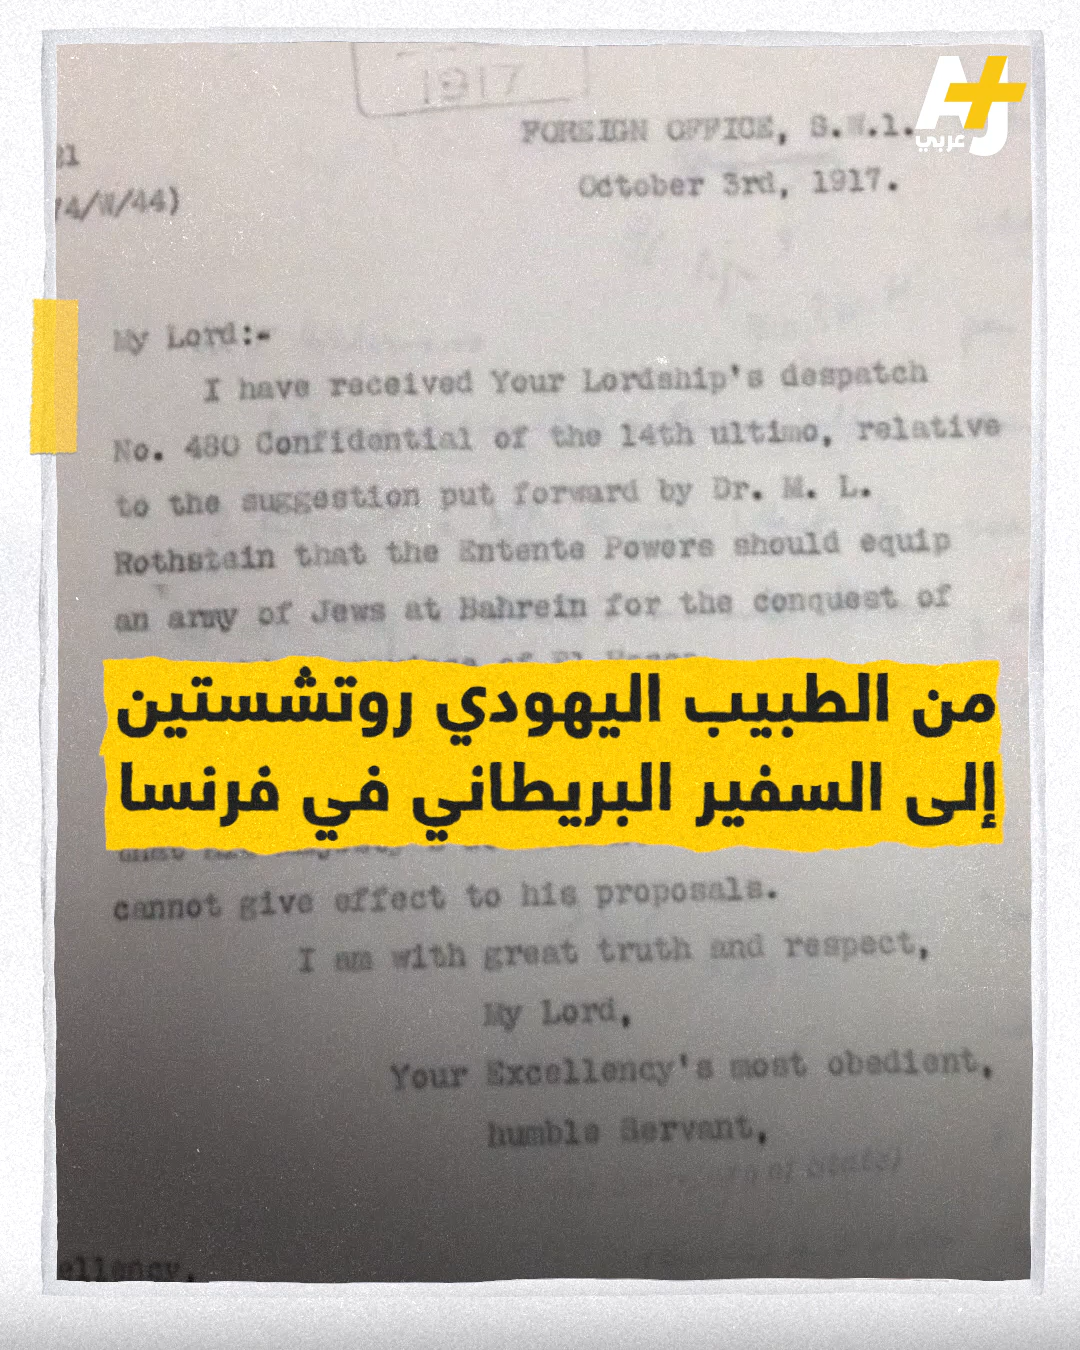 1917
AJ+
عربي
FOREIGN OFFICE, S.W.1.
October 3rd, 1917.
/44)
My Lord:-
I have received Your Lordship's despatch
No. 480 Confidential of the 14th ultimo, relative
to the suggestion put forward by Dr. M. L.
Rothstein that the Entente Powers should equip
an army of Jews at Bahrein for the conquest of
من الطبيب اليهودي روتشستين
إلى السفير البريطاني في فرنسا
cannot give effect to his proposals.
I am with great truth and respect,
My Lord,
Your Excellency's most obedient,
humble Servant,
of State)